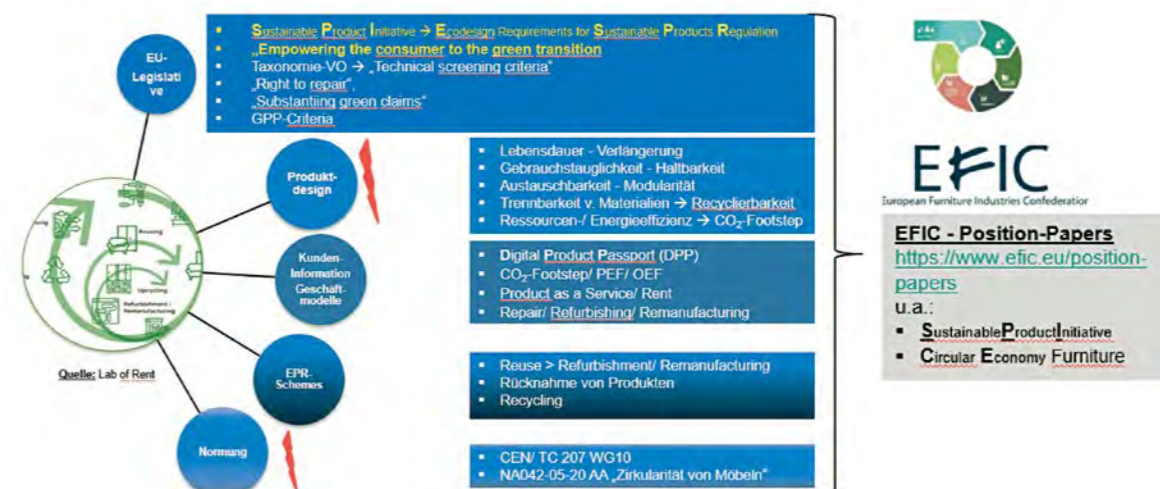 EU-
Legislati
ve
▪ Sustainable Product Initiative → Ecodesign Requirements for Sustainable Products Regulation
▪ „Empowering the consumer to the green transition
▪ Taxonomie-VO → „Technical screening criteria“
▪ „Right to repair“,
▪ „Substantiing green claims“
▪ GPP-Criteria
Produkt-
design
▪ Lebensdauer - Verlängerung
▪ Gebrauchstauglichkeit - Haltbarkeit
▪ Austauschbarkeit - Modularität
▪ Trennbarkeit v. Materialien → Recyclierbarkeit
▪ Ressourcen-/ Energieeffizienz → CO₂-Footstep
Kunden-
Information
Geschäft-
modelle
▪ Digital Product Passport (DPP)
▪ CO₂-Footstep/ PEF/ OEF
▪ Product as a Service/ Rent
▪ Repair/ Refurbishing/ Remanufacturing
EPR-
Schemes
▪ Reuse > Refurbishment/ Remanufacturing
▪ Rücknahme von Produkten
▪ Recycling
Normung
▪ CEN/ TC 207 WG10
▪ NA042-05-20 AA „Zirkularität von Möbeln“
Reusing
Upcycling
Refurbishment /
Remanufacturing
Quelle: Lab of Rent
EFIC
European Furniture Industries Confederation
EFIC - Position-Papers
https://www.efic.eu/position-
papers
u.a.:
▪ SustainableProductInitiative
▪ Circular Economy Furniture